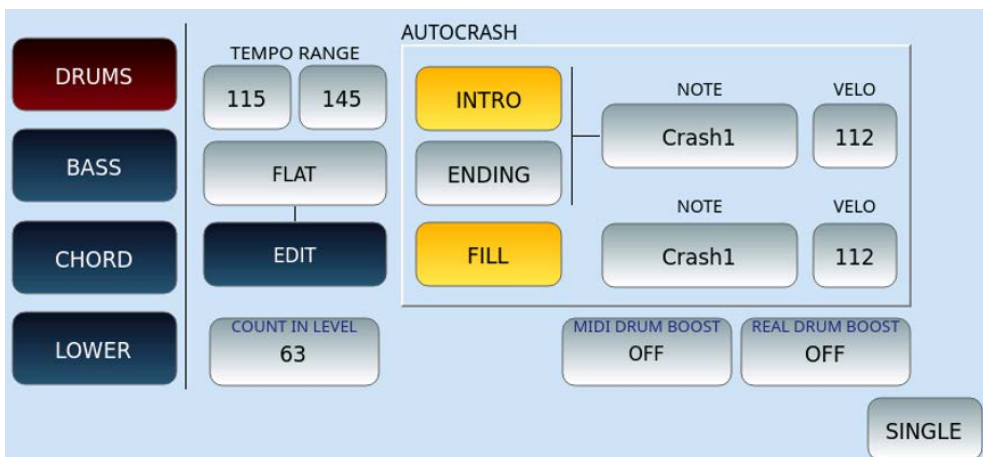 DRUMS
BASS
CHORD
LOWER
TEMPO RANGE
115 145
FLAT
EDIT
COUNT IN LEVEL
63
AUTOCRASH
INTRO
ENDING
FILL
NOTE VELO
Crash1 112
NOTE VELO
Crash1 112
MIDI DRUM BOOST
OFF
REAL DRUM BOOST
OFF
SINGLE